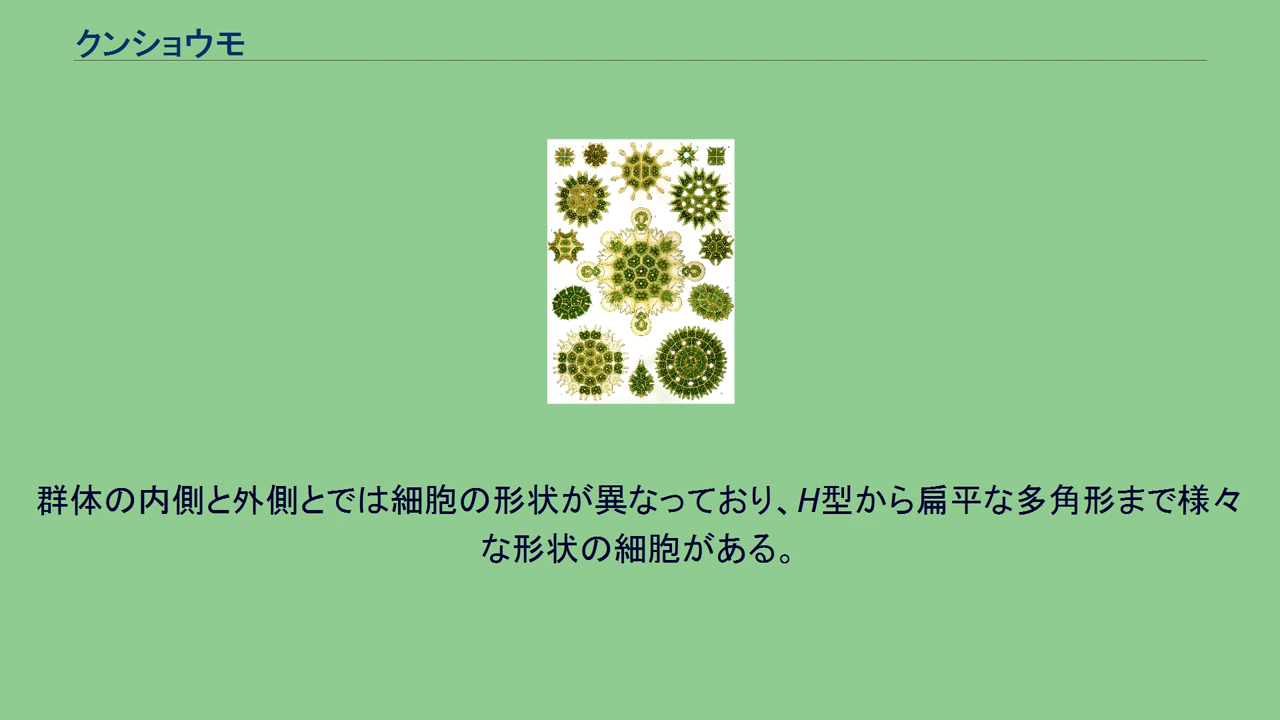 クンショウモ
群体の内側と外側とでは細胞の形状が異なっており、H型から扁平な多角形まで様々
な形状の細胞がある。